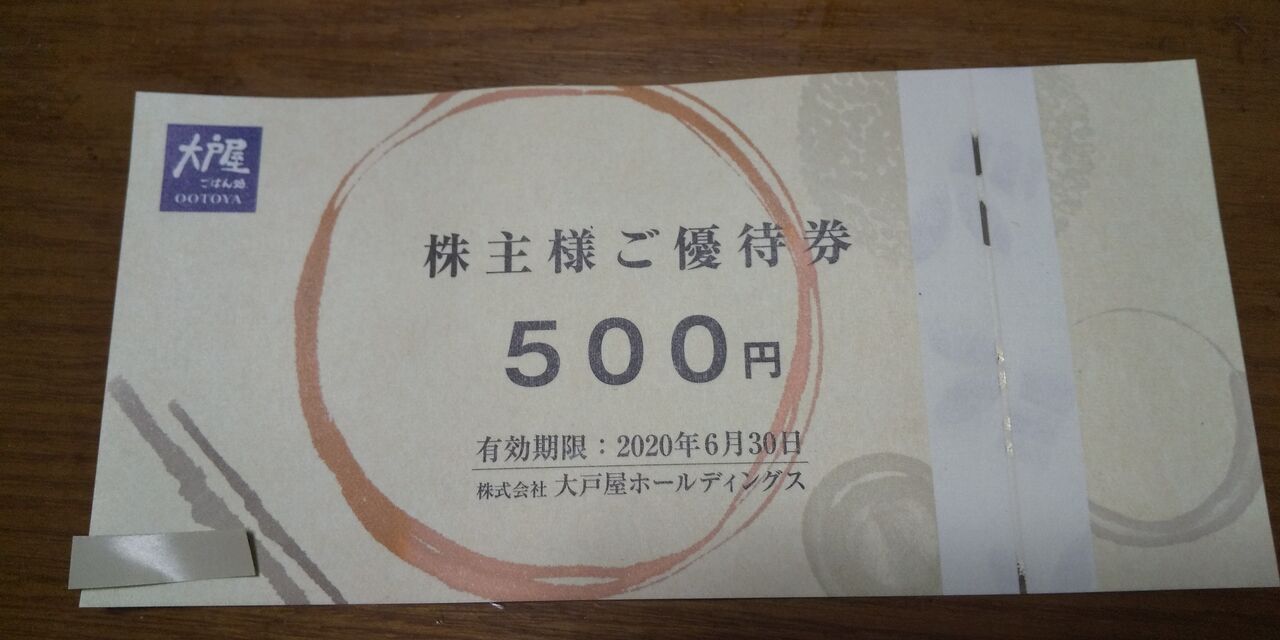 大戸屋
ごはん処
OOTOYA
株主様ご優待券
500円
有効期限：2020年6月30日
株式会社 大戸屋ホールディングス